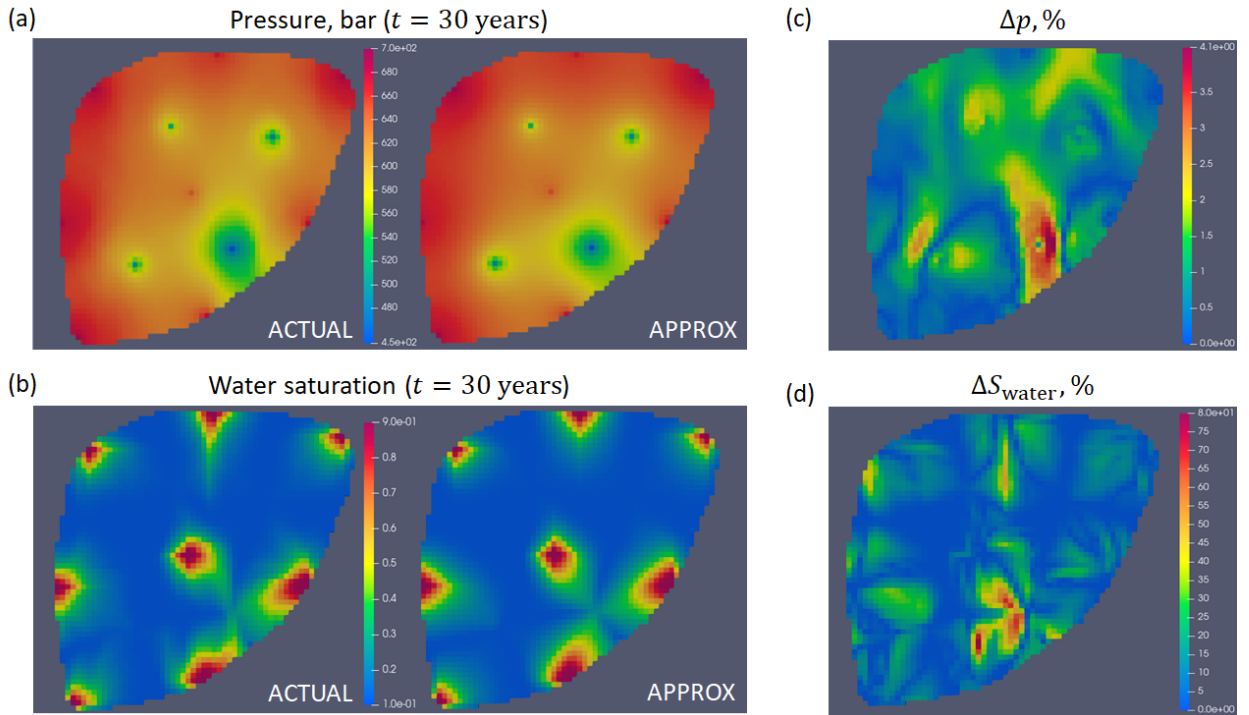 (a) Pressure, bar (t = 30 years)
7.0e+02
680
660
640
620
600
580
560
540
520
500
480
4.5e+02
ACTUAL
APPROX
(c) Δp, %
4.1e+00
3.5
3
2.5
2
1.5
1
0.5
0.0e+00
(b) Water saturation (t = 30 years)
9.0e-01
0.8
0.7
0.6
0.5
0.4
0.3
0.2
1.0e-01
ACTUAL
APPROX
(d) ΔS_water, %
8.0e+01
75
70
65
60
55
50
45
40
35
30
25
20
15
10
5
0.0e+00